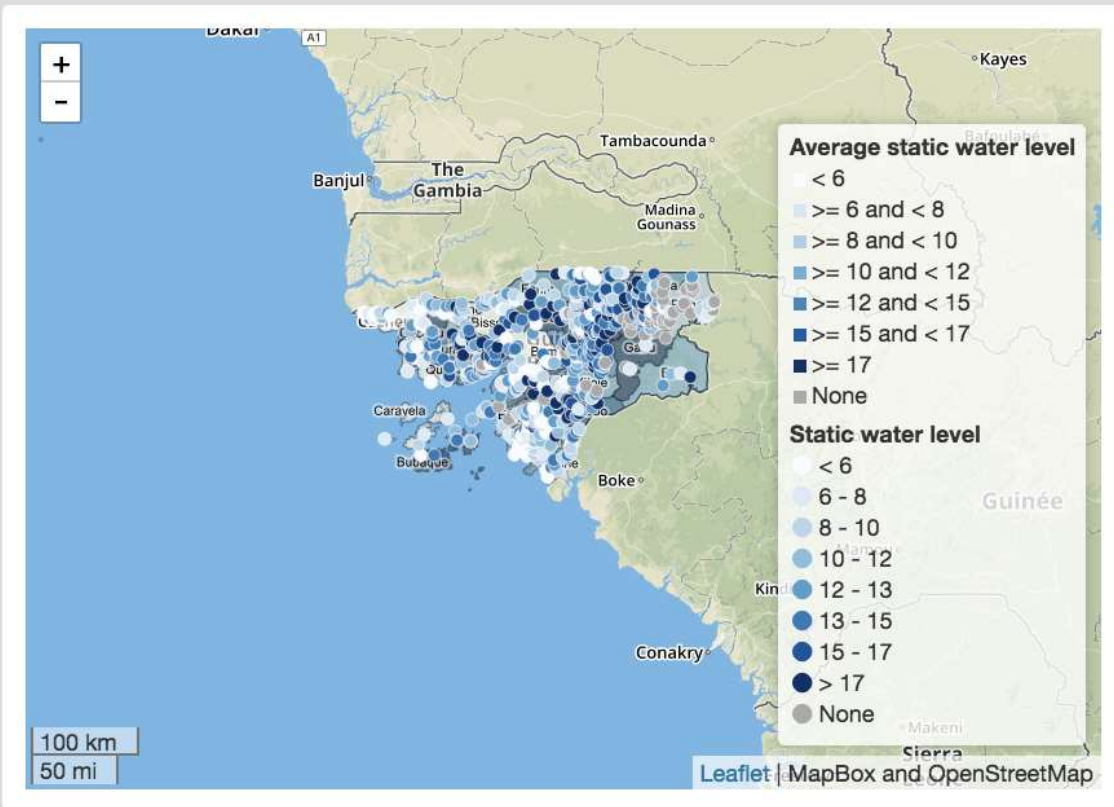 Dakar
A1
+
-
Kayes
Bafoulabé
Tambacounda
Banjul
The
Gambia
Madina
Gounass
Average static water level
< 6
>= 6 and < 8
>= 8 and < 10
>= 10 and < 12
>= 12 and < 15
>= 15 and < 17
>= 17
None
Static water level
< 6
6 - 8
8 - 10
10 - 12
12 - 13
13 - 15
15 - 17
> 17
None
Caravela
Bubaque
Boke
Guinée
Conakry
Makeni
Sierra
Leone
100 km
50 mi
Leaflet | MapBox and OpenStreetMap